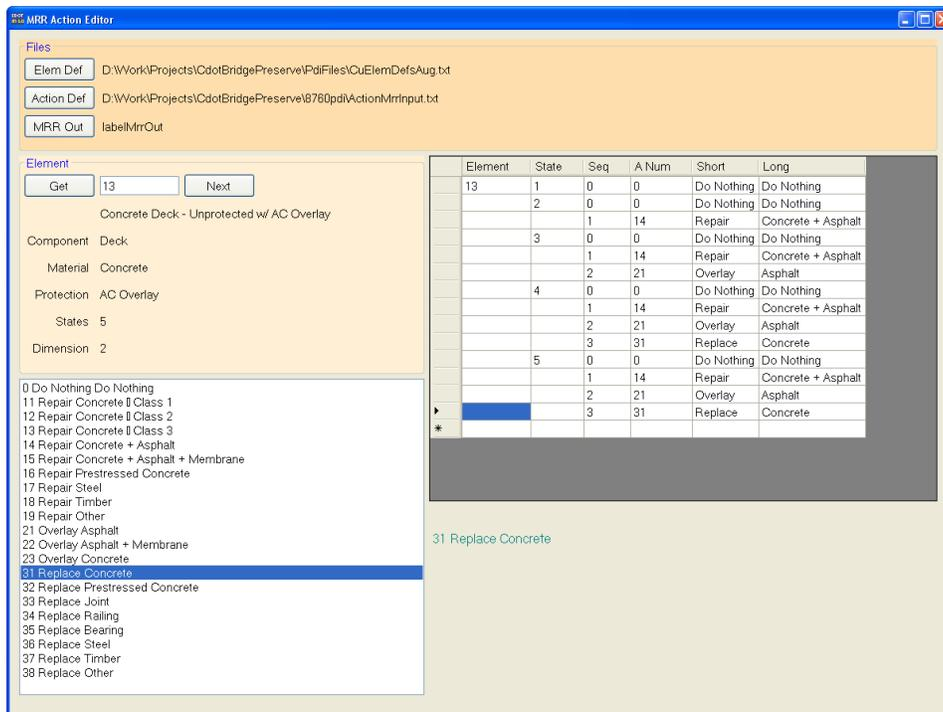 MRR Action Editor
Files
Elem Def D:\Work\Projects\CdotBridgePreserve\PdiFiles\CuElemDefsAug.txt
Action Def D:\Work\Projects\CdotBridgePreserve\8760pdi\ActionMrrInput.txt
MRR Out labelMrrOut
Element
Get 13 Next
Concrete Deck - Unprotected w/ AC Overlay
Component Deck
Material Concrete
Protection AC Overlay
States 5
Dimension 2
0 Do Nothing Do Nothing
11 Repair Concrete Class 1
12 Repair Concrete Class 2
13 Repair Concrete Class 3
14 Repair Concrete + Asphalt
15 Repair Concrete + Asphalt + Membrane
16 Repair Prestressed Concrete
17 Repair Steel
18 Repair Timber
19 Repair Other
21 Overlay Asphalt
22 Overlay Asphalt + Membrane
23 Overlay Concrete
31 Replace Concrete
32 Replace Prestressed Concrete
33 Replace Joint
34 Replace Railing
35 Replace Bearing
36 Replace Steel
37 Replace Timber
38 Replace Other
Element State Seq A Num Short Long
13 1 0 0 Do Nothing Do Nothing
2 0 0 Do Nothing Do Nothing
1 14 Repair Concrete + Asphalt
3 0 0 Do Nothing Do Nothing
1 14 Repair Concrete + Asphalt
2 21 Overlay Asphalt
4 0 0 Do Nothing Do Nothing
1 14 Repair Concrete + Asphalt
2 21 Overlay Asphalt
3 31 Replace Concrete
5 0 0 Do Nothing Do Nothing
1 14 Repair Concrete + Asphalt
2 21 Overlay Asphalt
3 31 Replace Concrete
31 Replace Concrete